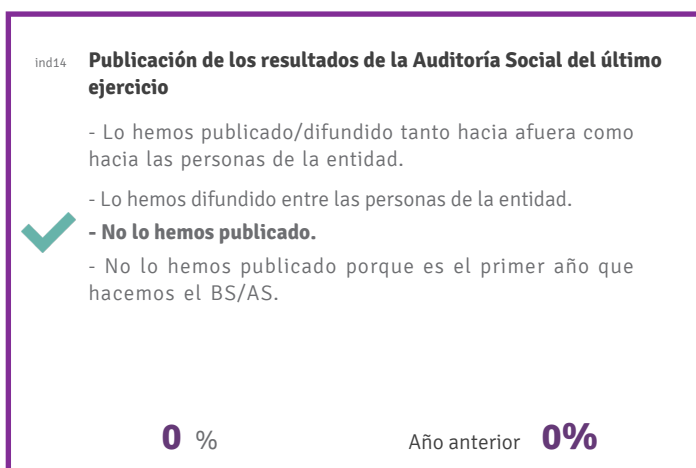 ind14 Publicación de los resultados de la Auditoría Social del último
ejercicio
- Lo hemos publicado/difundido tanto hacia afuera como
hacia las personas de la entidad.
- Lo hemos difundido entre las personas de la entidad.
- No lo hemos publicado.
- No lo hemos publicado porque es el primer año que
hacemos el BS/AS.
0 % Año anterior 0%